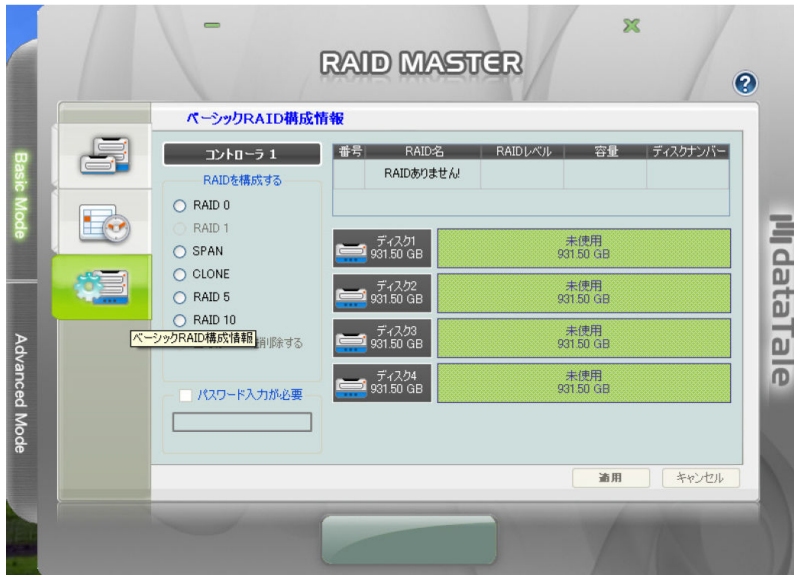 RAID MASTER
?
ベーシックRAID構成情報
Basic Mode
Advanced Mode
コントローラ 1
RAIDを構成する
RAID 0
RAID 1
SPAN
CLONE
RAID 5
RAID 10
ベーシックRAID構成情報
削除する
パスワード入力が必要
番号 RAID名 RAIDレベル 容量 ディスクナンバー
RAIDありません!
ディスク1
931.50 GB
未使用
931.50 GB
ディスク2
931.50 GB
未使用
931.50 GB
ディスク3
931.50 GB
未使用
931.50 GB
ディスク4
931.50 GB
未使用
931.50 GB
適用 キャンセル
dataTale